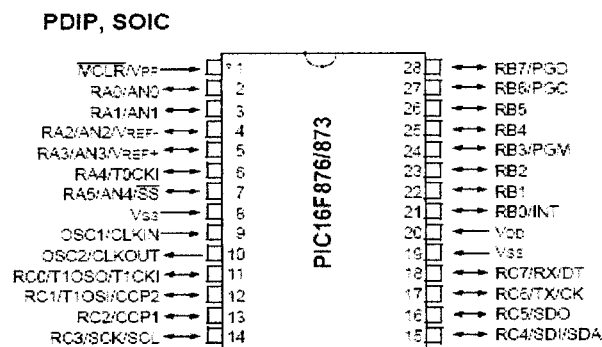 PDIP, SOIC
MCLR/VPP 1
RA0/AN0 2
RA1/AN1 3
RA2/AN2/VREF- 4
RA3/AN3/VREF+ 5
RA4/T0CKI 6
RA5/AN4/SS 7
VSS 8
OSC1/CLKIN 9
OSC2/CLKOUT 10
RC0/T1OSO/T1CKI 11
RC1/T1OSI/CCP2 12
RC2/CCP1 13
RC3/SCK/SCL 14
PIC16F876/873
28 RB7/PGD
27 RB6/PGC
26 RB5
25 RB4
24 RB3/PGM
23 RB2
22 RB1
21 RB0/INT
20 VDD
19 VSS
18 RC7/RX/DT
17 RC6/TX/CK
16 RC5/SDO
15 RC4/SDI/SDA